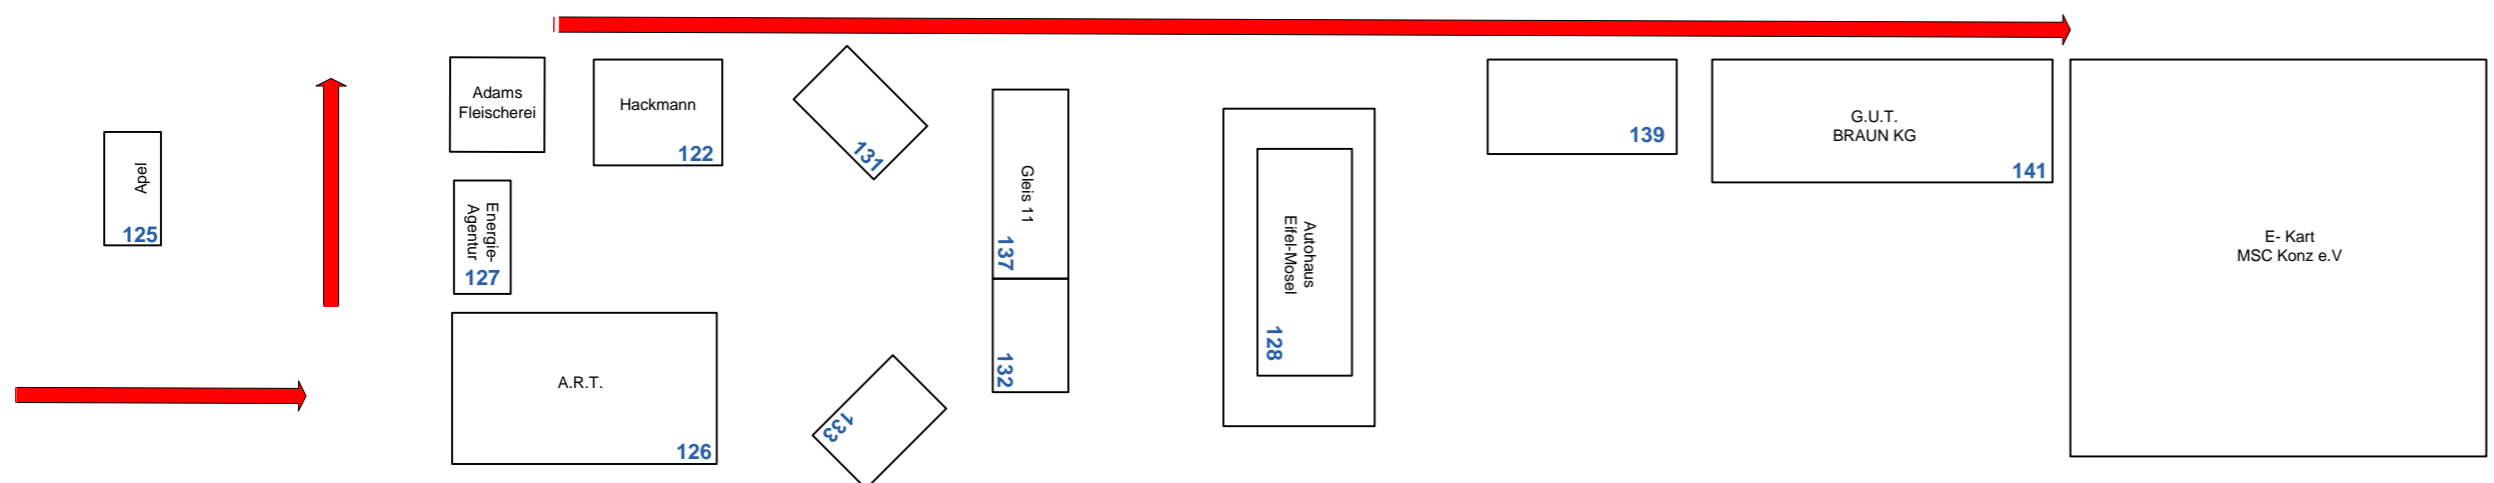 Apel
125
Adams
Fleischerei
Energie-
Agentur
127
A.R.T.
126
Hackmann
122
131
133
Gleis 11
137
132
Autohaus
Eifel-Mosel
128
139
G.U.T.
BRAUN KG
141
E- Kart
MSC Konz e.V